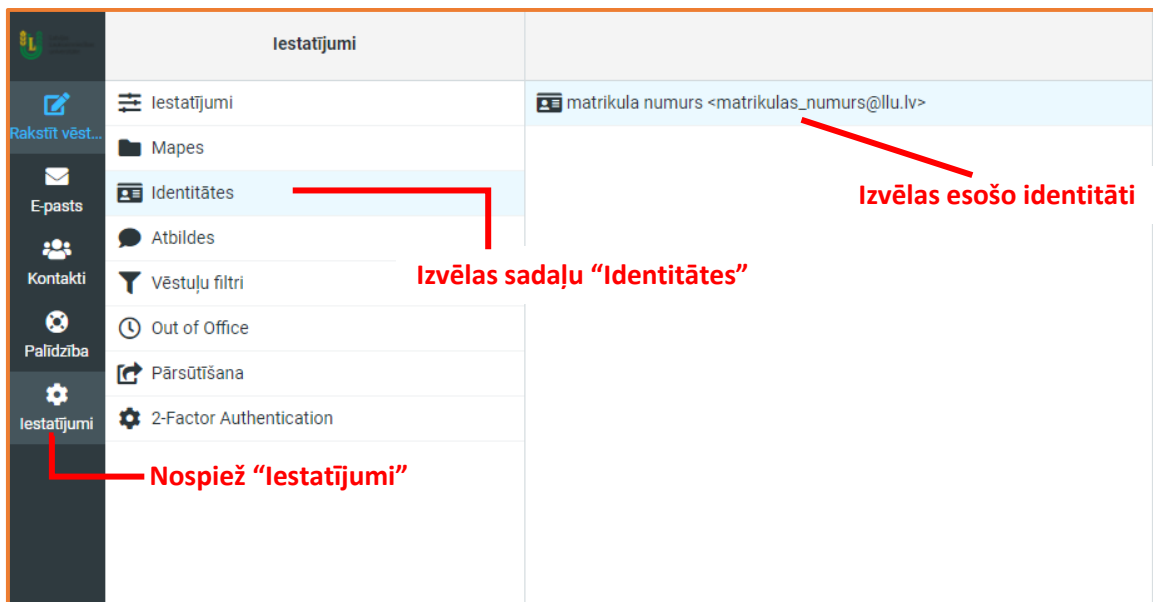 Iestatījumi
Rakstīt vēst...
E-pasts
Kontakti
Palīdzība
Iestatījumi
Iestatījumi
Mapes
Identitātes
Atbildes
Vēstuļu filtri
Out of Office
Pārsūtīšana
2-Factor Authentication
matrikula numurs <matrikulas_numurs@llu.lv>
Izvēlas esošo identitāti
Izvēlas sadaļu “Identitātes”
Nospiež “Iestatījumi”